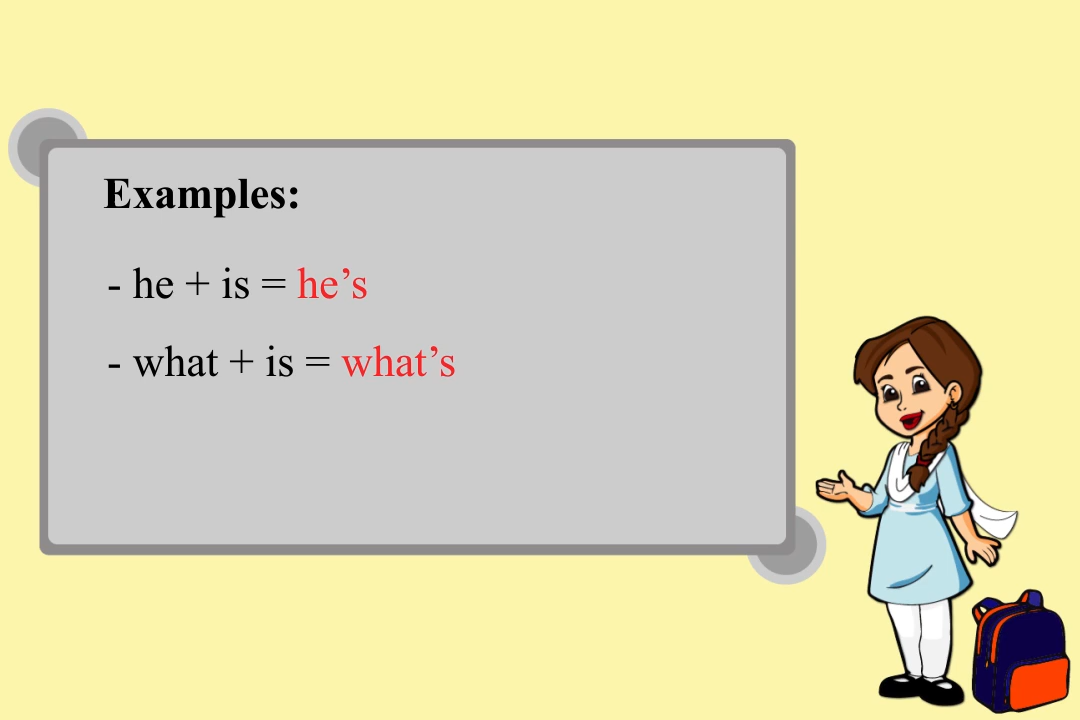 Examples:
- he + is = he’s
- what + is = what’s